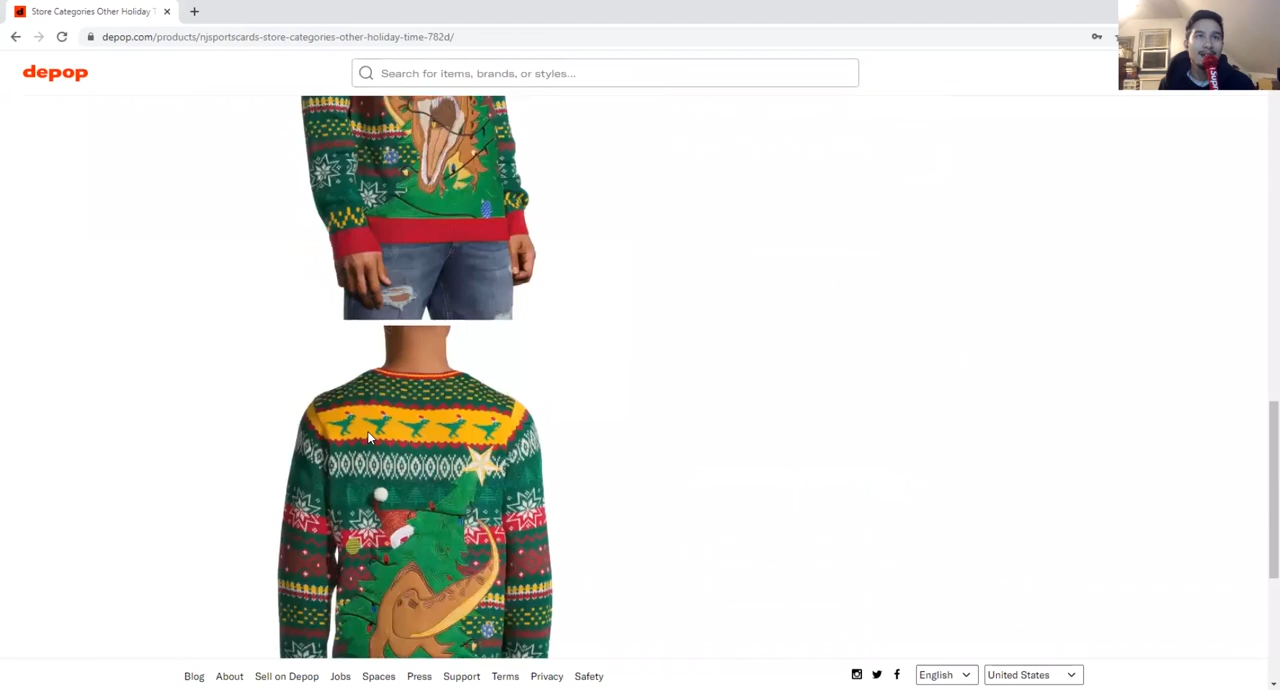 Store Categories Other Holiday T
depop.com/products/njsportscards-store-categories-other-holiday-time-782d/
depop
Search for items, brands, or styles...
Blog About Sell on Depop Jobs Spaces Press Support Terms Privacy Safety
English
United States